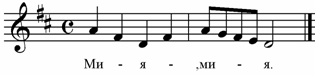 Ми - я - ,ми - я.